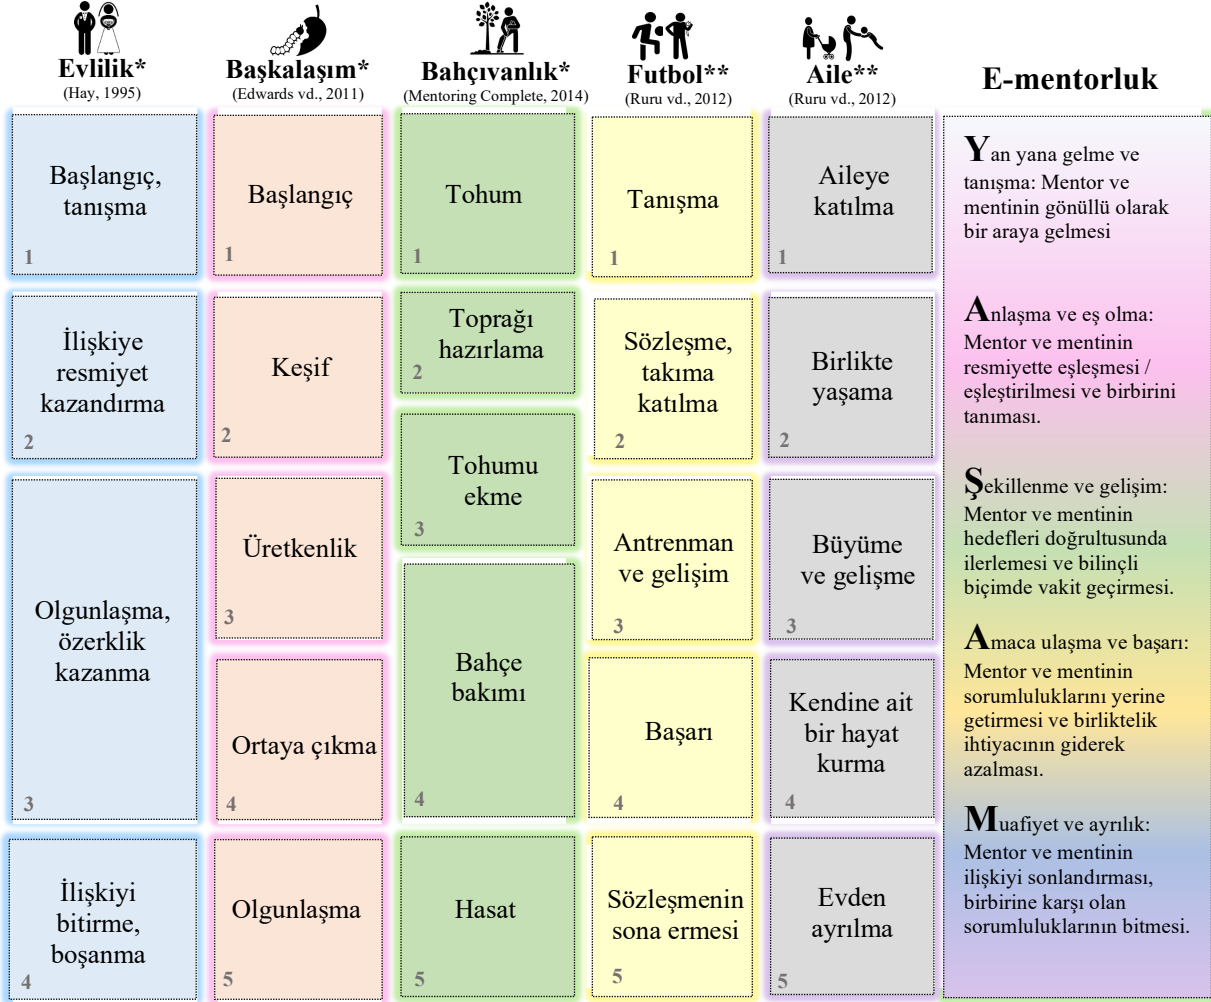 Evlilik*
(Hay, 1995)
Başlangıç,
tanışma
1
İlişkiye
resmiyet
kazandırma
2
Olgunlaşma,
özerklik
kazanma
3
İlişkiyi
bitirme,
boşanma
4
Başkalaşım*
(Edwards vd., 2011)
Başlangıç
1
Keşif
2
Üretkenlik
3
Ortaya çıkma
4
Olgunlaşma
5
Bahçıvanlık*
(Mentoring Complete, 2014)
Tohum
1
Toprağı
hazırlama
2
Tohumu
ekme
3
Bahçe
bakımı
4
Hasat
5
Futbol**
(Ruru vd., 2012)
Tanışma
1
Sözleşme,
takıma
katılma
2
Antrenman
ve gelişim
3
Başarı
4
Sözleşmenin
sona ermesi
5
Aile**
(Ruru vd., 2012)
Aileye
katılma
1
Birlikte
yaşama
2
Büyüme
ve gelişme
3
Kendine ait
bir hayat
kurma
4
Evden
ayrılma
5
E-mentorluk
Yan yana gelme ve
tanışma: Mentor ve
mentinin gönüllü olarak
bir araya gelmesi
Anlaşma ve eş olma:
Mentor ve mentinin
resmiyette eşleşmesi /
eşleştirilmesi ve birbirini
tanıması.
Şekillenme ve gelişim:
Mentor ve mentinin
hedefleri doğrultusunda
ilerlemesi ve bilinçli
biçimde vakit geçirmesi.
Amaca ulaşma ve başarı:
Mentor ve mentinin
sorumluluklarını yerine
getirmesi ve birliktelik
ihtiyacının giderek
azalması.
Muafiyet ve ayrılık:
Mentor ve mentinin
ilişkiyi sonlandırması,
birbirine karşı olan
sorumluluklarının bitmesi.